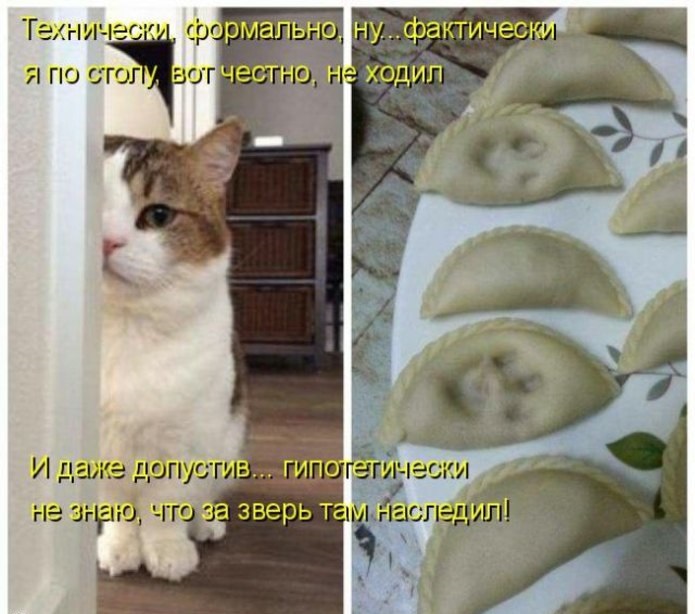 Технически, формально, ну...фактически
я по столу, вот честно, не ходил
И даже допустив... гипотетически
не знаю, что за зверь там наследил!